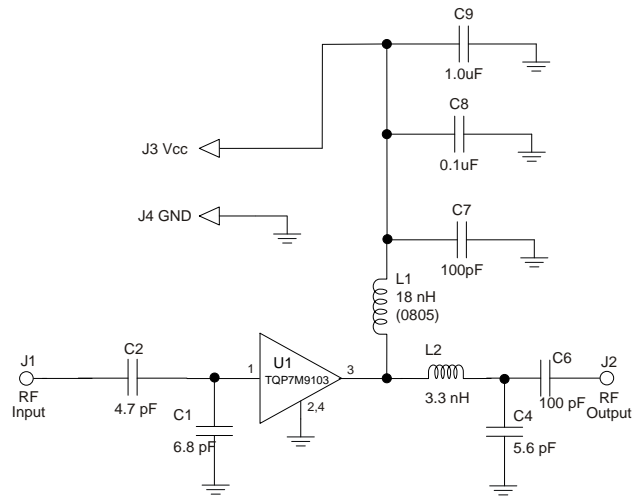 C9
1.0uF
C8
0.1uF
J3 Vcc
J4 GND
C7
100pF
L1
18 nH
(0805)
J1
RF
Input
C2
4.7 pF
C1
6.8 pF
1
U1
TQP7M9103
2,4
3
L2
3.3 nH
C6
100 pF
J2
RF
Output
C4
5.6 pF